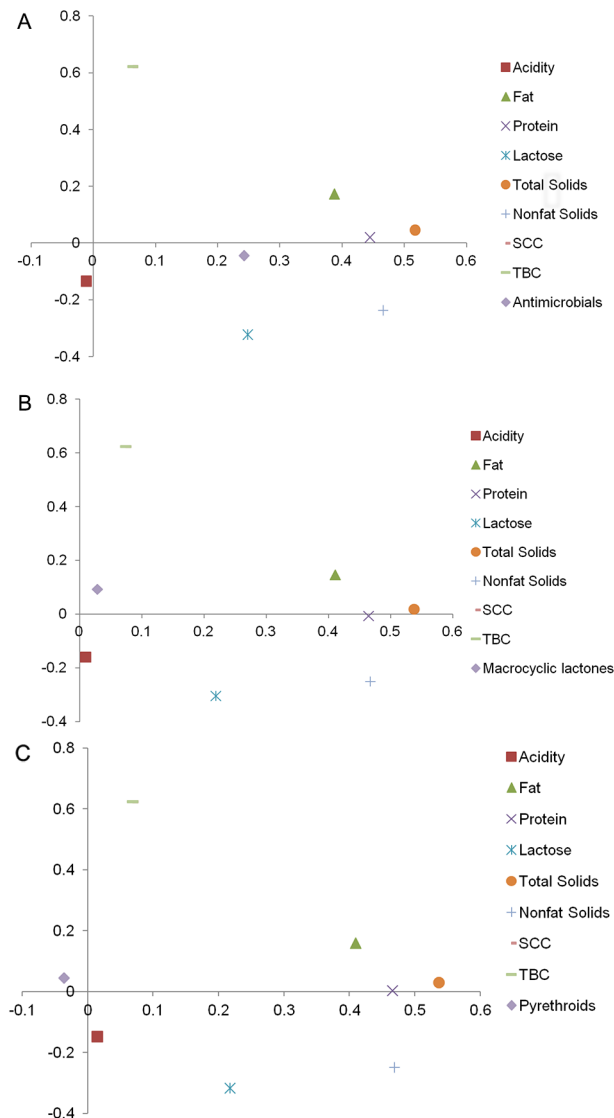 A
0.8
0.6
0.4
0.2
0
-0.2
-0.4
-0.1 0 0.1 0.2 0.3 0.4 0.5 0.6
Acidity
Fat
Protein
Lactose
Total Solids
Nonfat Solids
SCC
TBC
Antimicrobials
B
0.8
0.6
0.4
0.2
0
-0.2
-0.4
0 0.1 0.2 0.3 0.4 0.5 0.6
Acidity
Fat
Protein
Lactose
Total Solids
Nonfat Solids
SCC
TBC
Macrocyclic lactones
C
0.8
0.6
0.4
0.2
0
-0.2
-0.4
-0.1 0 0.1 0.2 0.3 0.4 0.5 0.6
Acidity
Fat
Protein
Lactose
Total Solids
Nonfat Solids
SCC
TBC
Pyrethroids